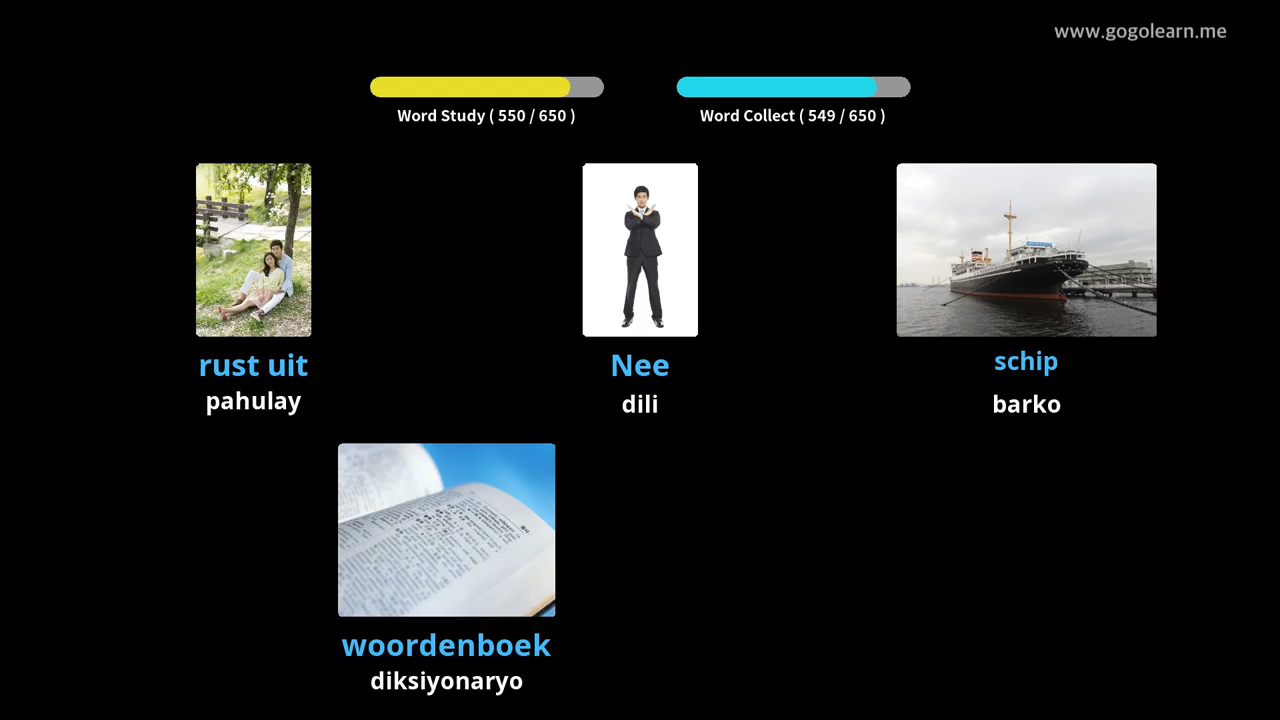 www.gogolearn.me
Word Study ( 550 / 650 )
Word Collect ( 549 / 650 )
rust uit
pahulay
Nee
dili
schip
barko
woordenboek
diksiyonaryo